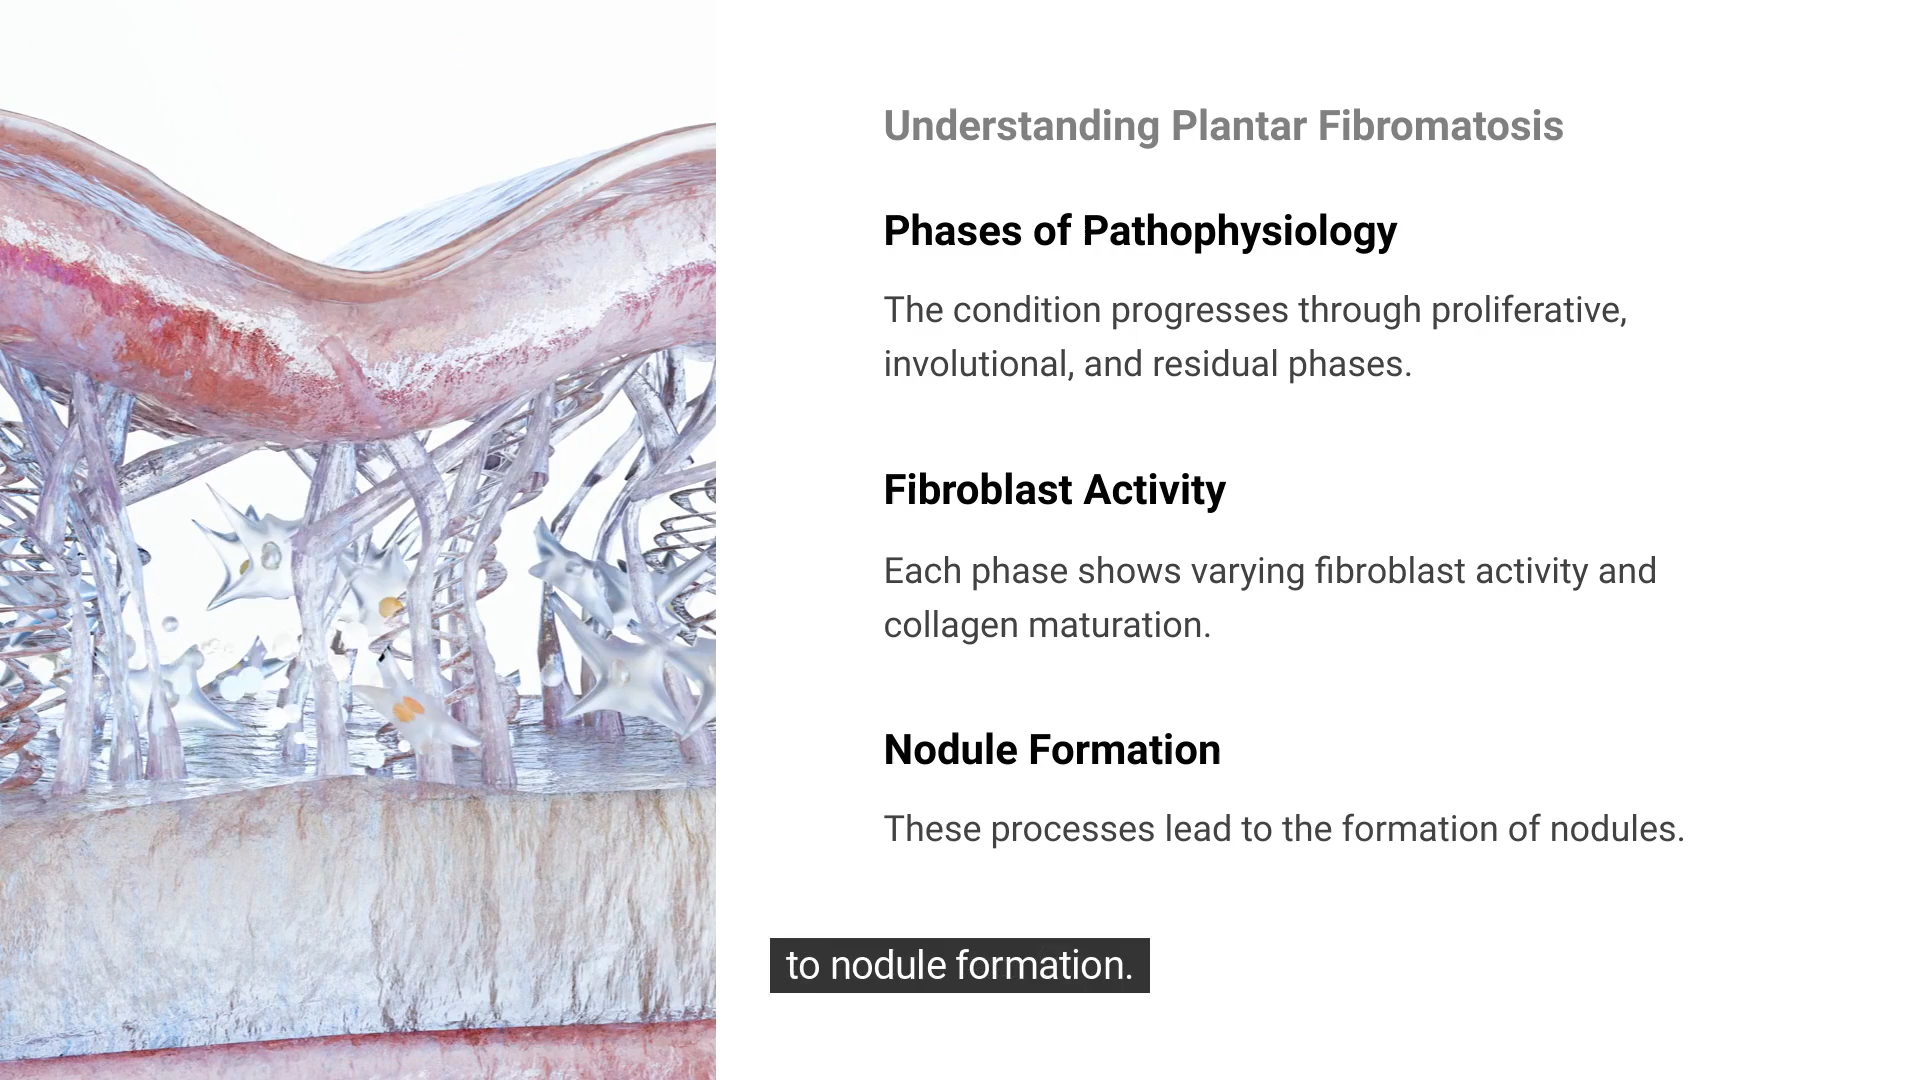 Understanding Plantar Fibromatosis
Phases of Pathophysiology
The condition progresses through proliferative,
involutional, and residual phases.
Fibroblast Activity
Each phase shows varying fibroblast activity and
collagen maturation.
Nodule Formation
These processes lead to the formation of nodules.
to nodule formation.